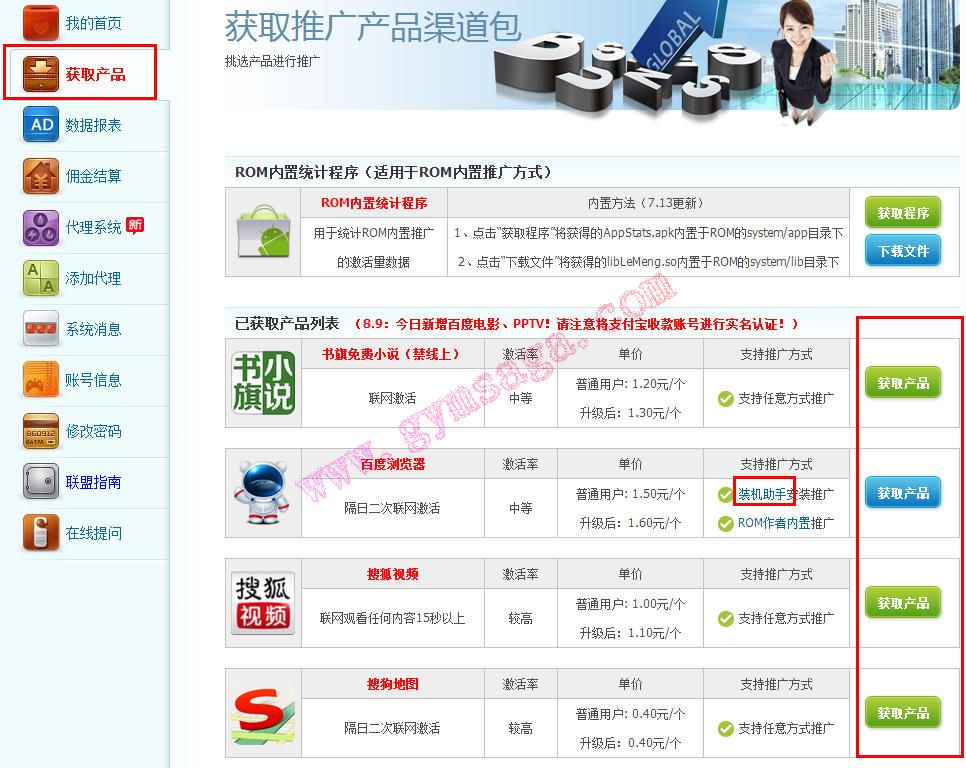 我的首页
获取产品
AD
数据报表
佣金结算
代理系统
新
A
A
添加代理
系统消息
账号信息
860912
ATM
修改密码
联盟指南
在线提问
获取推广产品渠道包
挑选产品进行推广
BUSINESS
GLOBAL
ROM内置统计程序（适用于ROM内置推广方式）
ROM内置统计程序
内置方法（7.13更新）
用于统计ROM内置推广
的激活量数据
1、点击“获取程序”将获得的AppStats.apk内置于ROM的system/app目录下
2、点击“下载文件”将获得的libLeMeng.so内置于ROM的system/lib目录下
获取程序
下载文件
已获取产品列表 （8.9：今日新增百度电影、PPTV！请注意将支付宝收款账号进行实名认证！）
书旗
小说
书旗免费小说（禁线上）
激活率
单价
支持推广方式
联网激活
中等
普通用户: 1.20元/个
升级后: 1.30元/个
支持任意方式推广
获取产品
百度浏览器
激活率
单价
支持推广方式
隔日二次联网激活
中等
普通用户: 1.50元/个
升级后: 1.60元/个
装机助手安装推广
ROM作者内置推广
获取产品
搜狐
视频
搜狐视频
激活率
单价
支持推广方式
联网观看任何内容15秒以上
较高
普通用户: 1.00元/个
升级后: 1.10元/个
支持任意方式推广
获取产品
S
搜狗地图
激活率
单价
支持推广方式
隔日二次联网激活
较高
普通用户: 0.40元/个
升级后: 0.40元/个
支持任意方式推广
获取产品
www.gymsaga.com